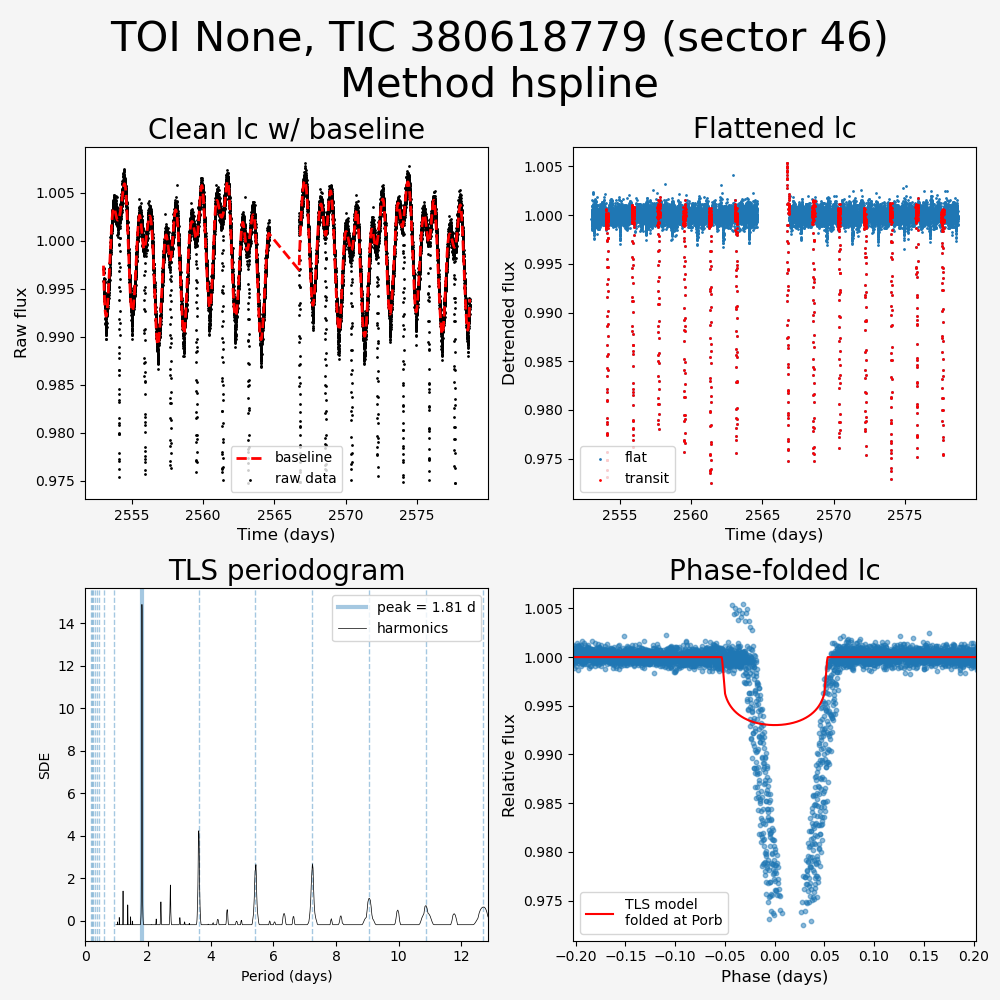 TOI None, TIC 380618779 (sector 46)
Method hspline
Clean lc w/ baseline
Raw flux
1.005
1.000
0.995
0.990
0.985
0.980
0.975
baseline
raw data
2555
2560
2565
2570
2575
Time (days)
Flattened lc
Detrended flux
1.005
1.000
0.995
0.990
0.985
0.980
0.975
flat
transit
2555
2560
2565
2570
2575
Time (days)
TLS periodogram
SDE
14
12
10
8
6
4
2
0
peak = 1.81 d
harmonics
0
2
4
6
8
10
12
Period (days)
Phase-folded lc
Relative flux
1.005
1.000
0.995
0.990
0.985
0.980
0.975
TLS model
folded at Porb
−0.20
−0.15
−0.10
−0.05
0.00
0.05
0.10
0.15
0.20
Phase (days)